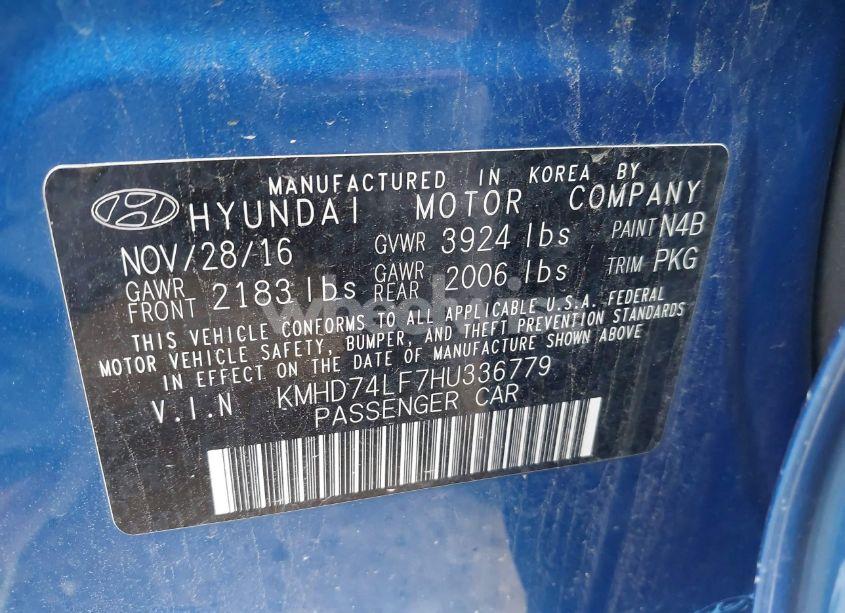 MANUFACTURED IN KOREA BY
HYUNDAI MOTOR COMPANY
NOV/28/16 GVWR 3924 lbs PAINT N4B
GAWR FRONT 2183 lbs GAWR REAR 2006 lbs TRIM PKG
THIS VEHICLE CONFORMS TO ALL APPLICABLE U.S.A. FEDERAL
MOTOR VEHICLE SAFETY, BUMPER, AND THEFT PREVENTION STANDARDS
IN EFFECT ON THE DATE OF MANUFACTURE SHOWN ABOVE.
V.I.N KMHD74LF7HU336779
PASSENGER CAR